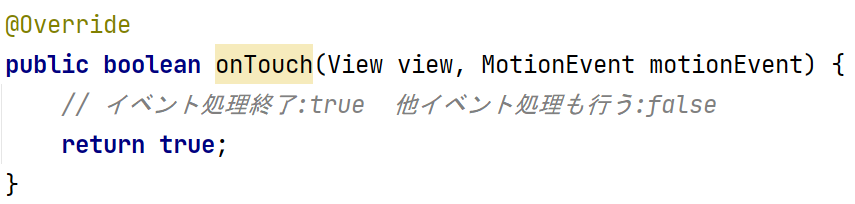 @Override
public boolean onTouch(View view, MotionEvent motionEvent) {
// イベント処理終了:true  他イベント処理も行う:false
return true;
}